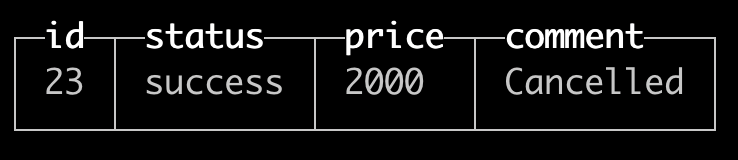 id status price comment
23 success 2000 Cancelled